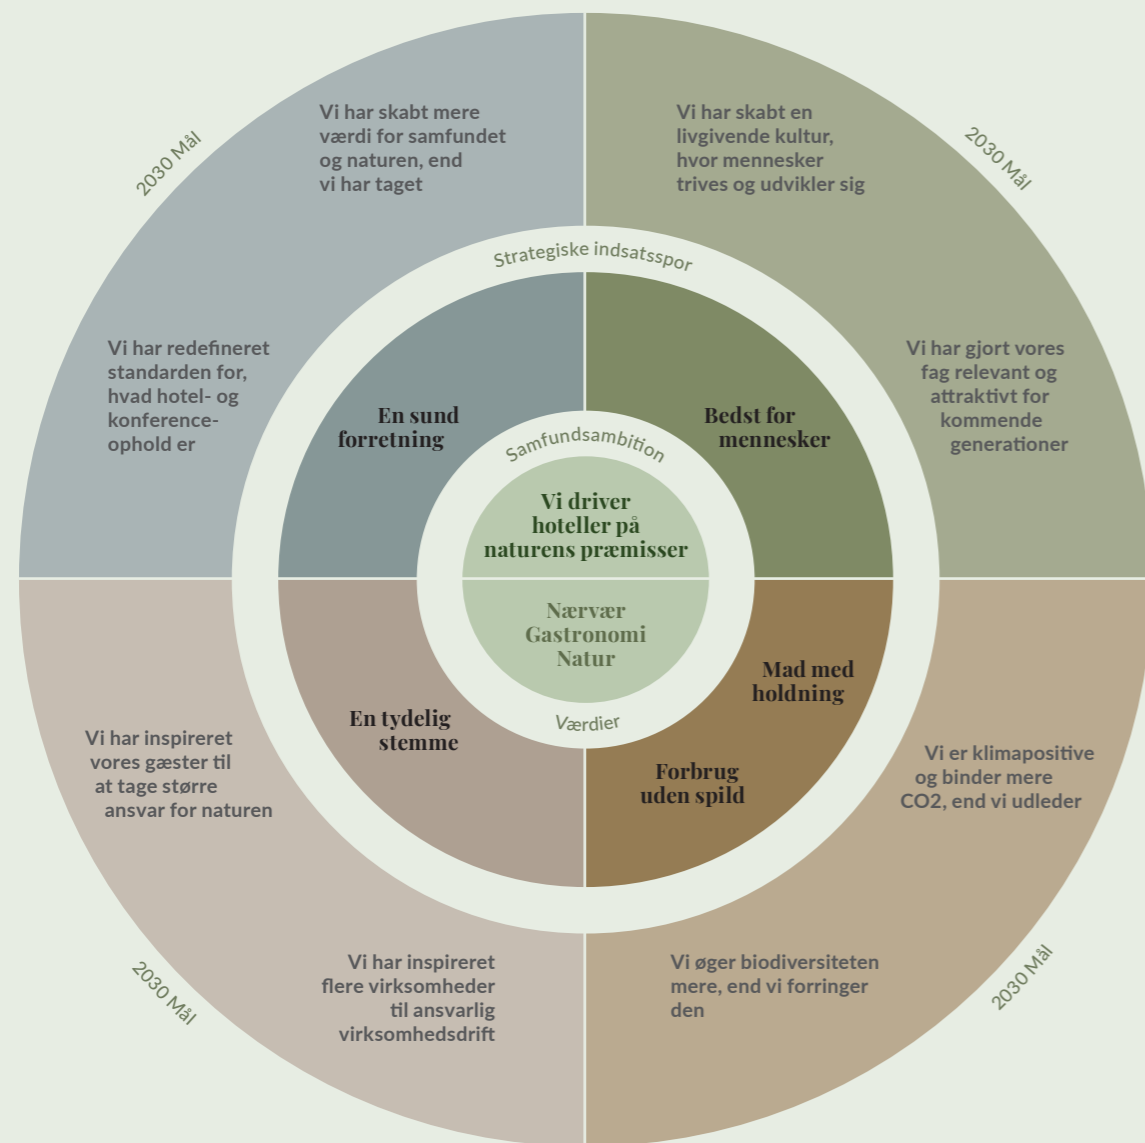 2030 Mål
Vi har skabt mere
værdi for samfundet
og naturen, end
vi har taget
Vi har skabt en
livgivende kultur,
hvor mennesker
trives og udvikler sig
2030 Mål
Strategiske indsatsspor
Vi har redefineret
standarden for,
hvad hotel- og
konference-
ophold er
En sund
forretning
Bedst for
mennesker
Vi har gjort vores
fag relevant og
attraktivt for
kommende
generationer
Samfundsambition
Vi driver
hoteller på
naturens præmisser
Nærvær
Gastronomi
Natur
Værdier
En tydelig
stemme
Mad med
holdning
Forbrug
uden spild
Vi har inspireret
vores gæster til
at tage større
ansvar for naturen
Vi er klimapositive
og binder mere
CO2, end vi udleder
2030 Mål
Vi har inspireret
flere virksomheder
til ansvarlig
virksomhedsdrift
Vi øger biodiversiteten
mere, end vi forringer
den
2030 Mål